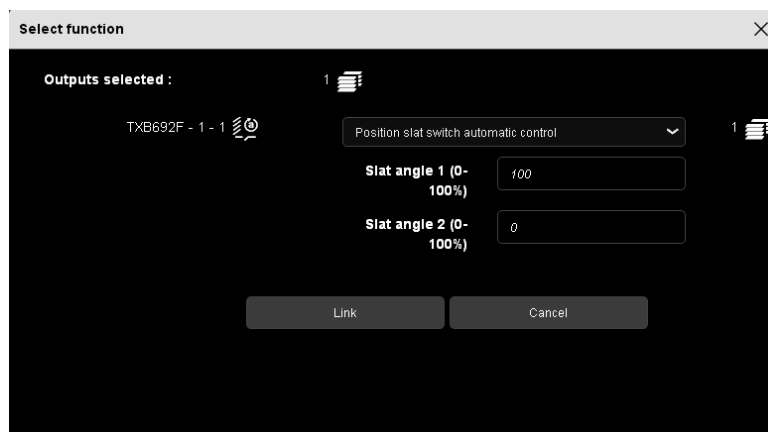 Select function
Outputs selected :
1
TXB692F - 1 - 1
Position slat switch automatic control
1
Slat angle 1 (0-
100%)
100
Slat angle 2 (0-
100%)
0
Link
Cancel